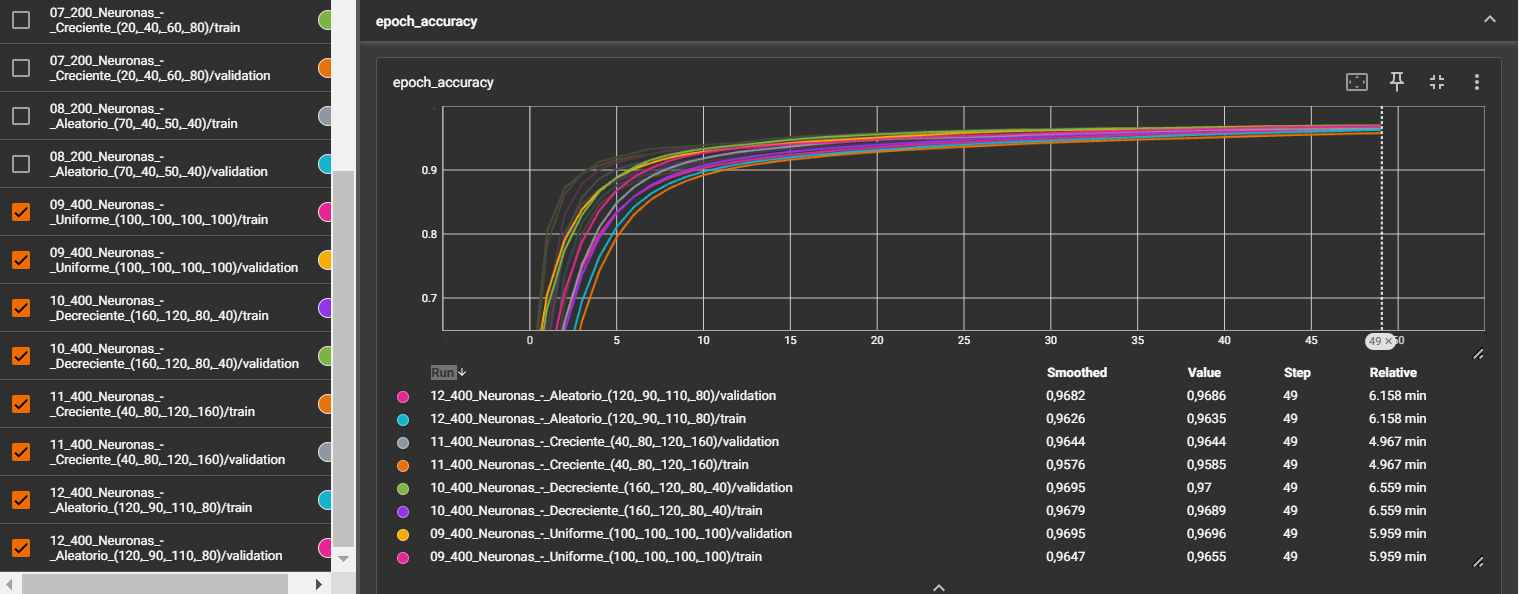 07_200_Neuronas_-
_Creciente_(20,_40,_60,_80)/train
07_200_Neuronas_-
_Creciente_(20,_40,_60,_80)/validation
08_200_Neuronas_-
_Aleatorio_(70,_40,_50,_40)/train
08_200_Neuronas_-
_Aleatorio_(70,_40,_50,_40)/validation
09_400_Neuronas_-
_Uniforme_(100,_100,_100,_100)/train
09_400_Neuronas_-
_Uniforme_(100,_100,_100,_100)/validation
10_400_Neuronas_-
_Decreciente_(160,_120,_80,_40)/train
10_400_Neuronas_-
_Decreciente_(160,_120,_80,_40)/validation
11_400_Neuronas_-
_Creciente_(40,_80,_120,_160)/train
11_400_Neuronas_-
_Creciente_(40,_80,_120,_160)/validation
12_400_Neuronas_-
_Aleatorio_(120,_90,_110,_80)/train
12_400_Neuronas_-
_Aleatorio_(120,_90,_110,_80)/validation
epoch_accuracy
epoch_accuracy
0.9
0.8
0.7
0 5 10 15 20 25 30 35 40 45 49 × 50
Run ↓ Smoothed Value Step Relative
12_400_Neuronas_-_Aleatorio_(120,_90,_110,_80)/validation 0,9682 0,9686 49 6.158 min
12_400_Neuronas_-_Aleatorio_(120,_90,_110,_80)/train 0,9626 0,9635 49 6.158 min
11_400_Neuronas_-_Creciente_(40,_80,_120,_160)/validation 0,9644 0,9644 49 4.967 min
11_400_Neuronas_-_Creciente_(40,_80,_120,_160)/train 0,9576 0,9585 49 4.967 min
10_400_Neuronas_-_Decreciente_(160,_120,_80,_40)/validation 0,9695 0,97 49 6.559 min
10_400_Neuronas_-_Decreciente_(160,_120,_80,_40)/train 0,9679 0,9689 49 6.559 min
09_400_Neuronas_-_Uniforme_(100,_100,_100,_100)/validation 0,9695 0,9696 49 5.959 min
09_400_Neuronas_-_Uniforme_(100,_100,_100,_100)/train 0,9647 0,9655 49 5.959 min